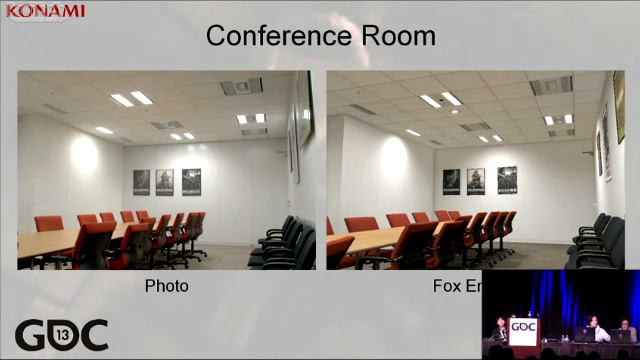 KONAMI
Conference Room
Photo
Fox En
GDC
13
GDC